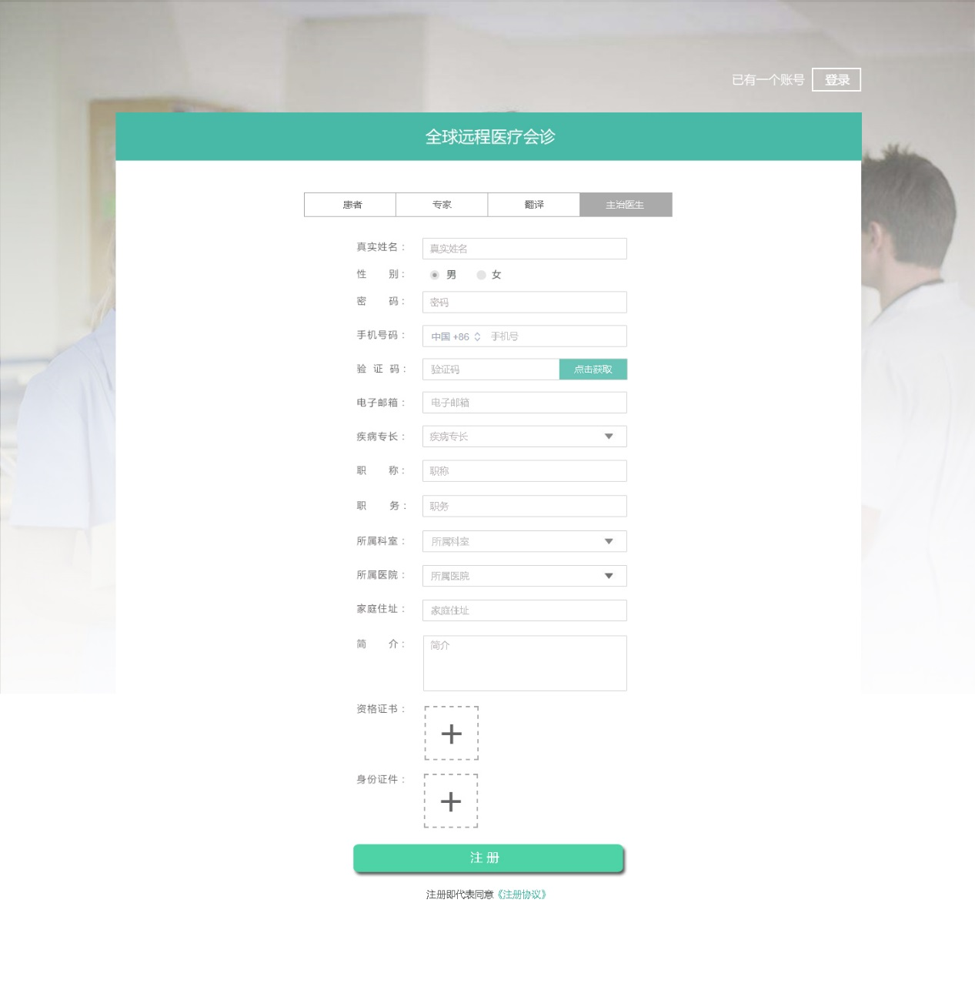 已有一个账号 登录
全球远程医疗会诊
患者 专家 翻译 主治医生
真实姓名： 真实姓名
性 别： 男 女
密 码： 密码
手机号码： 中国 +86 手机号
验 证 码： 验证码 点击获取
电子邮箱： 电子邮箱
疾病专长： 疾病专长
职 称： 职称
职 务： 职务
所属科室： 所属科室
所属医院： 所属医院
家庭住址： 家庭住址
简 介： 简介
资格证书：
身份证件：
注 册
注册即代表同意《注册协议》